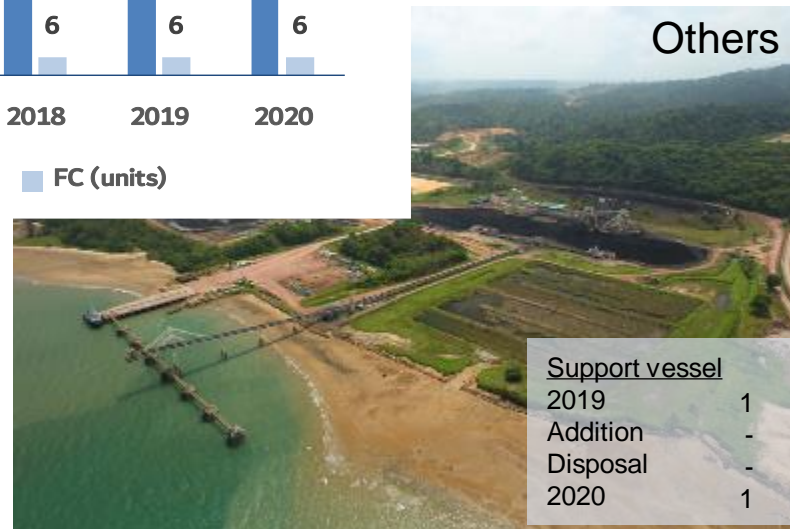 6 6 6
2018 2019 2020
FC (units)
Others
Support vessel
2019 1
Addition -
Disposal -
2020 1